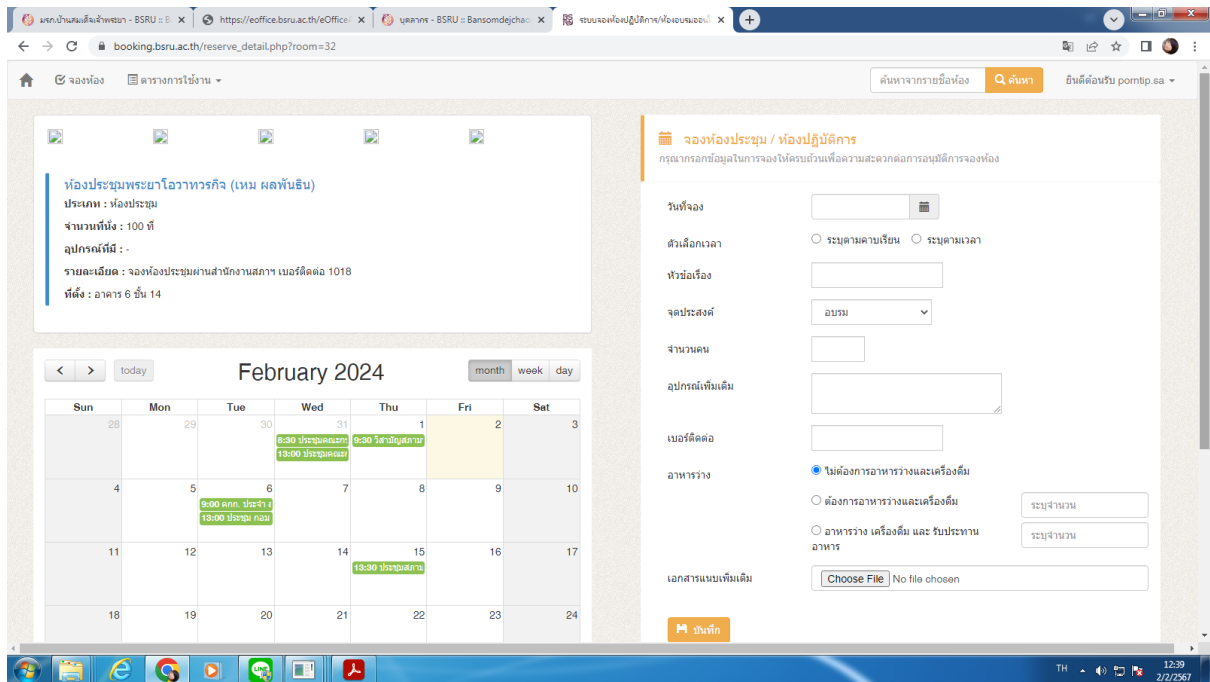 มรภ.บ้านสมเด็จเจ้าพระยา - BSRU :: B
https://eoffice.bsru.ac.th/eOffice/
บุคลากร - BSRU :: Bansomdejchao
ระบบจองห้องปฏิบัติการ/ห้องอบรมออนไ
booking.bsru.ac.th/reserve_detail.php?room=32
จองห้อง
ตารางการใช้งาน
ค้นหาจากรายชื่อห้อง
ค้นหา
ยินดีต้อนรับ porntip.sa
ห้องประชุมพระยาโอวาทวรกิจ (เหม ผลพันธิน)
ประเภท : ห้องประชุม
จำนวนที่นั่ง : 100 ที่
อุปกรณ์ที่มี : -
รายละเอียด : จองห้องประชุมผ่านสำนักงานสภาฯ เบอร์ติดต่อ 1018
ที่ตั้ง : อาคาร 6 ชั้น 14
today
February 2024
month week day
Sun Mon Tue Wed Thu Fri Sat
28 29 30 31 1 2 3
8:30 ประชุมคณะกร 9:30 วิสามัญสภามห
13:00 ประชุมคณะก
4 5 6 7 8 9 10
9:00 คกก. ประจำ ส
13:00 ประชุม กอม
11 12 13 14 15 16 17
13:30 ประชุมสภาม
18 19 20 21 22 23 24
จองห้องประชุม / ห้องปฏิบัติการ
กรุณากรอกข้อมูลในการจองให้ครบถ้วนเพื่อความสะดวกต่อการอนุมัติการจองห้อง
วันที่จอง
ตัวเลือกเวลา
ระบุตามคาบเรียน ระบุตามเวลา
หัวข้อเรื่อง
จุดประสงค์
อบรม
จำนวนคน
อุปกรณ์เพิ่มเติม
เบอร์ติดต่อ
อาหารว่าง
ไม่ต้องการอาหารว่างและเครื่องดื่ม
ต้องการอาหารว่างและเครื่องดื่ม
ระบุจำนวน
อาหารว่าง เครื่องดื่ม และ รับประทาน
อาหาร
ระบุจำนวน
เอกสารแนบเพิ่มเติม
Choose File No file chosen
บันทึก
LINE
TH
12:39
2/2/2567